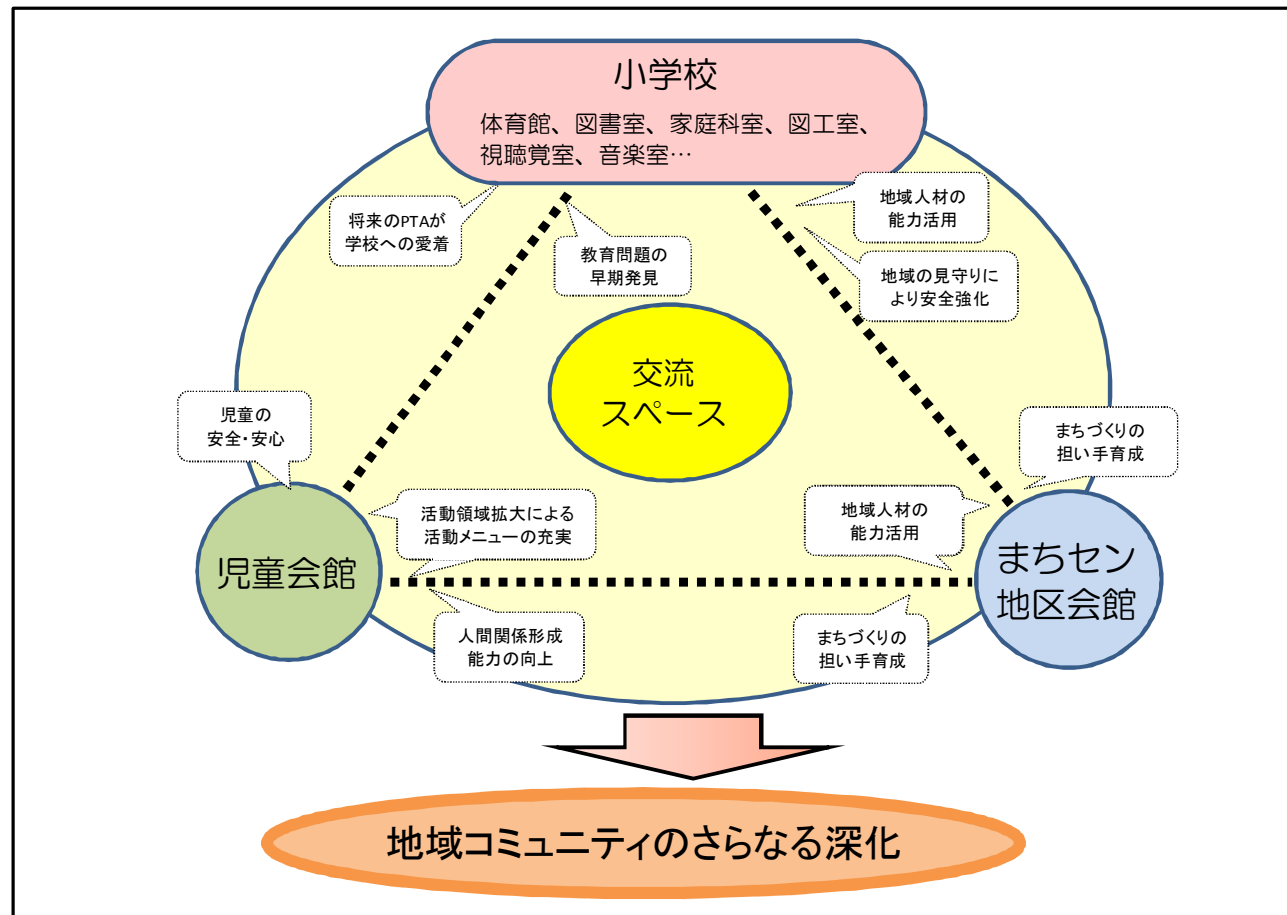 小学校
体育館、図書室、家庭科室、図工室、
視聴覚室、音楽室…
将来のPTAが
学校への愛着
教育問題の
早期発見
地域人材の
能力活用
地域の見守りに
より安全強化
交流
スペース
児童の
安全・安心
まちづくりの
担い手育成
活動領域拡大による
活動メニューの充実
地域人材の
能力活用
児童会館
まちセン
地区会館
人間関係形成
能力の向上
まちづくりの
担い手育成
地域コミュニティのさらなる深化